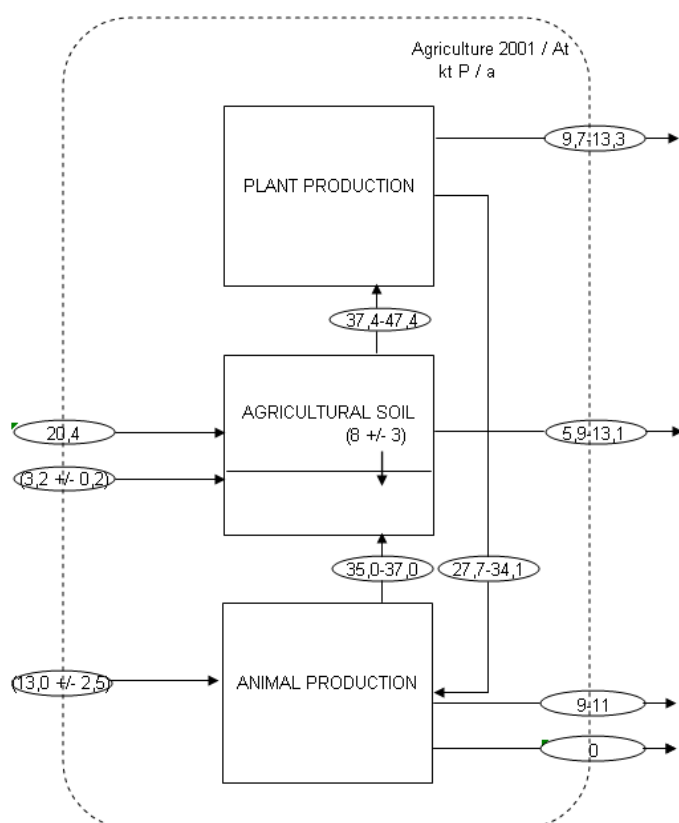 Agriculture 2001 / At
kt P / a
9,7-13,3
PLANT PRODUCTION
37,4-47,4
AGRICULTURAL SOIL
(8 +/- 3)
20,4
5,9-13,1
(3,2 +/- 0,2)
35,0-37,0
27,7-34,1
(13,0 +/- 2,5)
ANIMAL PRODUCTION
9-11
0